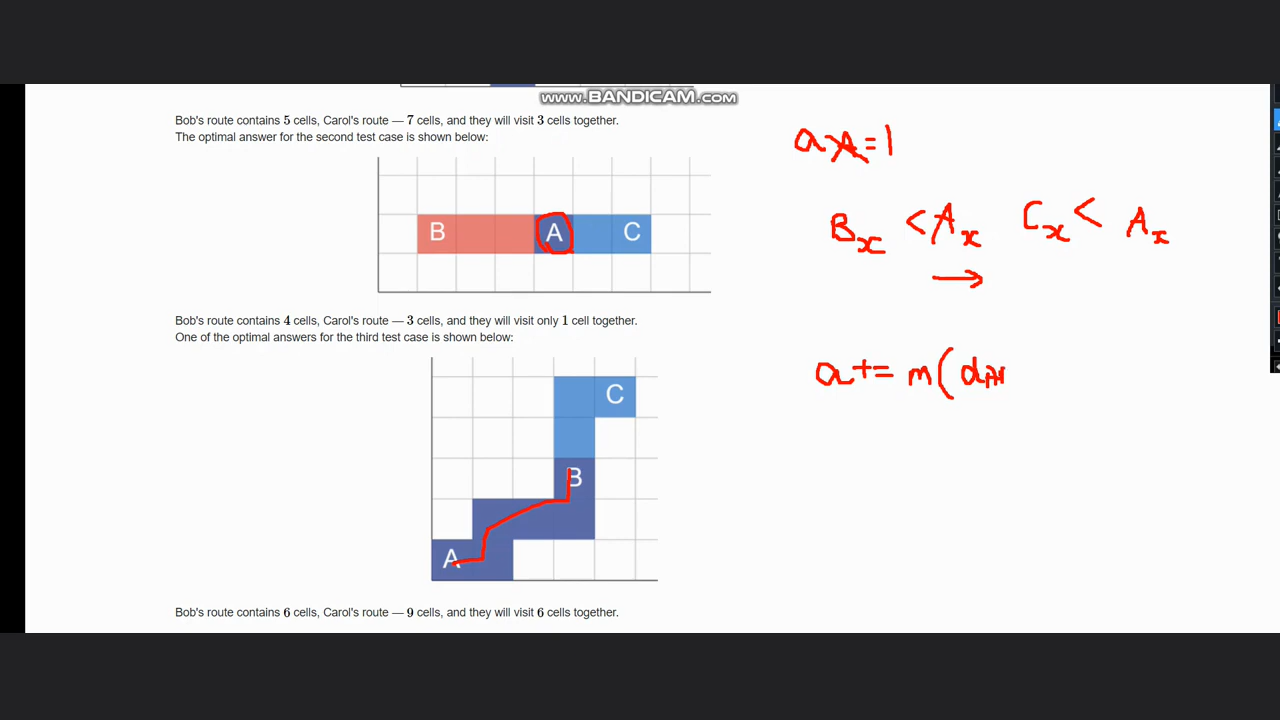 www.BANDICAM.com
Bob's route contains 5 cells, Carol's route — 7 cells, and they will visit 3 cells together.
The optimal answer for the second test case is shown below:
B A C
Bob's route contains 4 cells, Carol's route — 3 cells, and they will visit only 1 cell together.
One of the optimal answers for the third test case is shown below:
C
B
A
Bob's route contains 6 cells, Carol's route — 9 cells, and they will visit 6 cells together.
a = 1
Bx < Ax Cx < Ax
→
a += m(